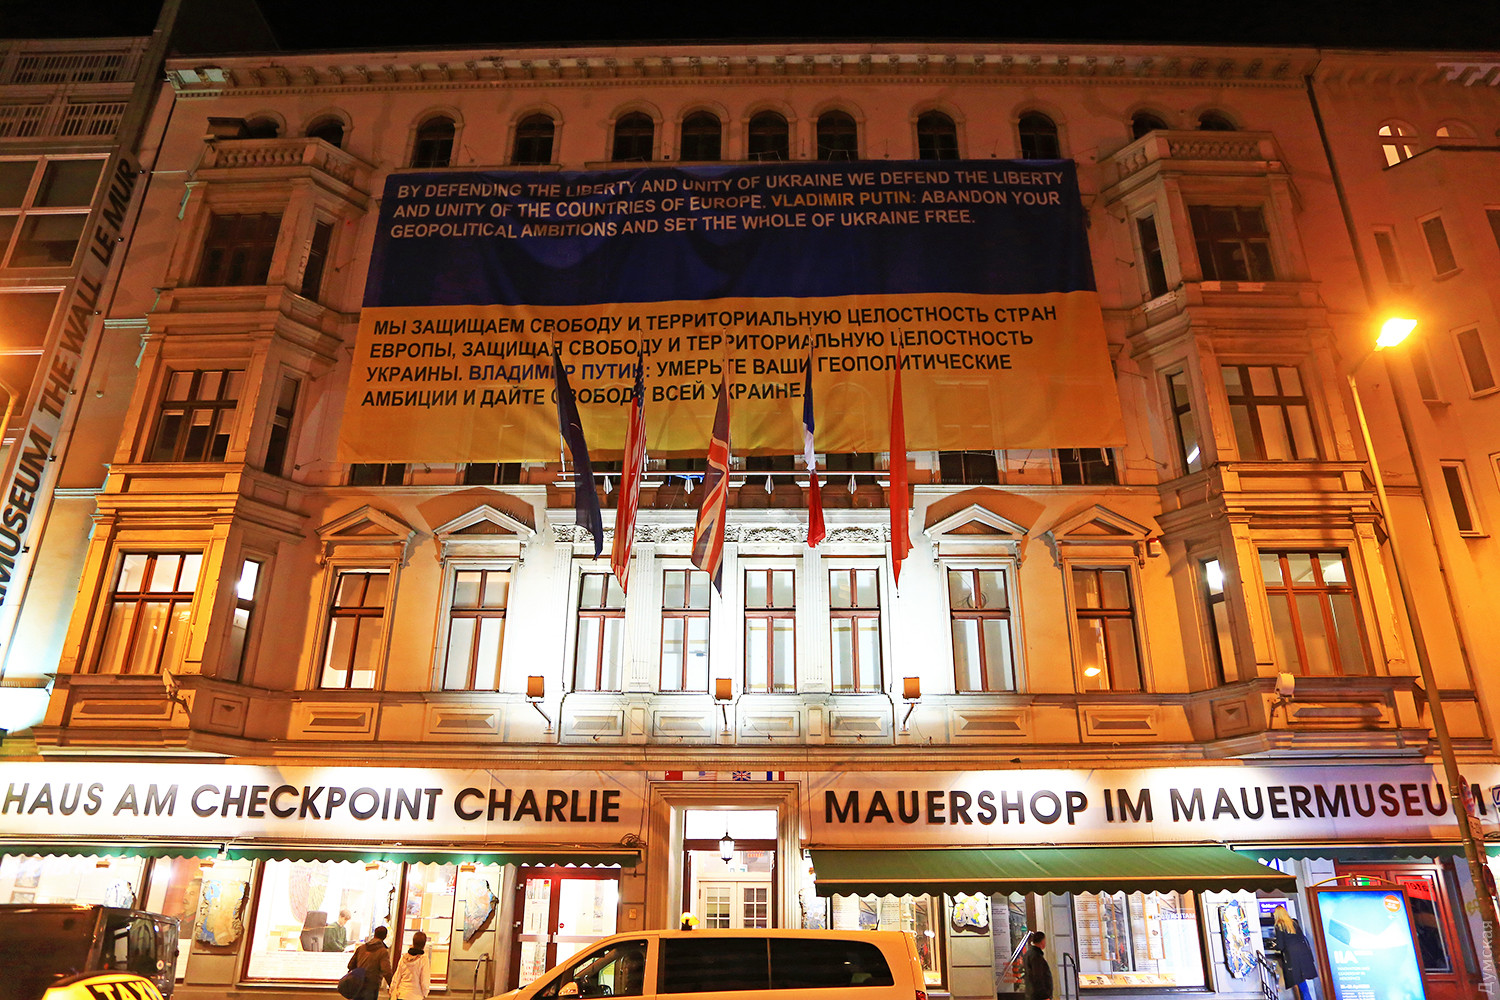 BY DEFENDING THE LIBERTY AND UNITY OF UKRAINE WE DEFEND THE LIBERTY
AND UNITY OF THE COUNTRIES OF EUROPE. VLADIMIR PUTIN: ABANDON YOUR
GEOPOLITICAL AMBITIONS AND SET THE WHOLE OF UKRAINE FREE.
МЫ ЗАЩИЩАЕМ СВОБОДУ И ТЕРРИТОРИАЛЬНУЮ ЦЕЛОСТНОСТЬ СТРАН
ЕВРОПЫ, ЗАЩИЩАЯ СВОБОДУ И ТЕРРИТОРИАЛЬНУЮ ЦЕЛОСТНОСТЬ
УКРАИНЫ. ВЛАДИМИР ПУТИН: УМЕРЬТЕ ВАШИ ГЕОПОЛИТИЧЕСКИЕ
АМБИЦИИ И ДАЙТЕ СВОБОДУ ВСЕЙ УКРАИНЕ.
MUSEUM THE WALL LE MUR
HAUS AM CHECKPOINT CHARLIE
MAUERSHOP IM MAUERMUSEUM
TAXI
Думская